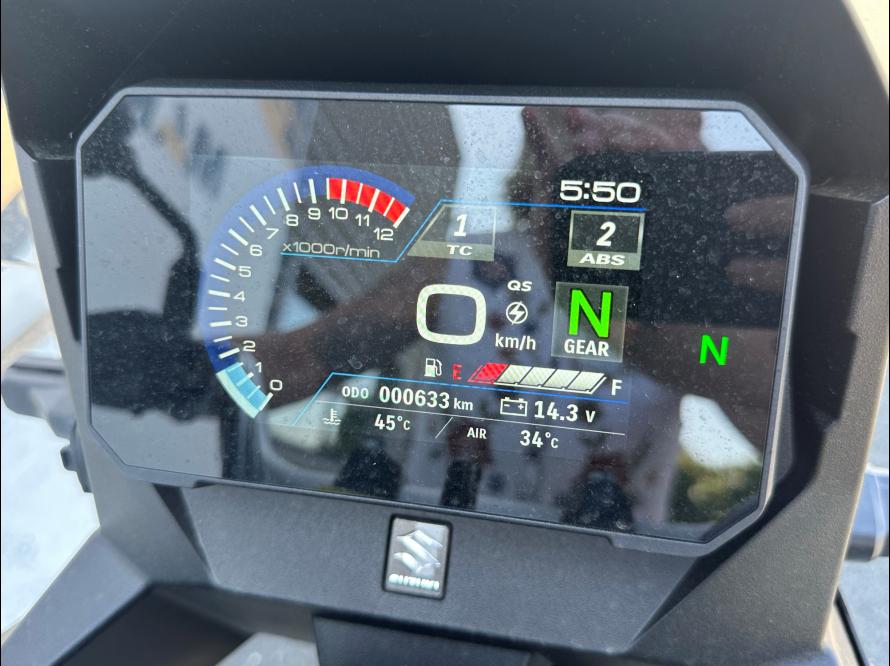 5:50
1
TC
2
ABS
12
11
10
9
8
7
6
5
4
3
2
1
0
x1000r/min
0
QS
km/h
N
GEAR
N
E
F
ODO 000633 km
14.3 V
45°C
AIR 34°C
SUZUKI